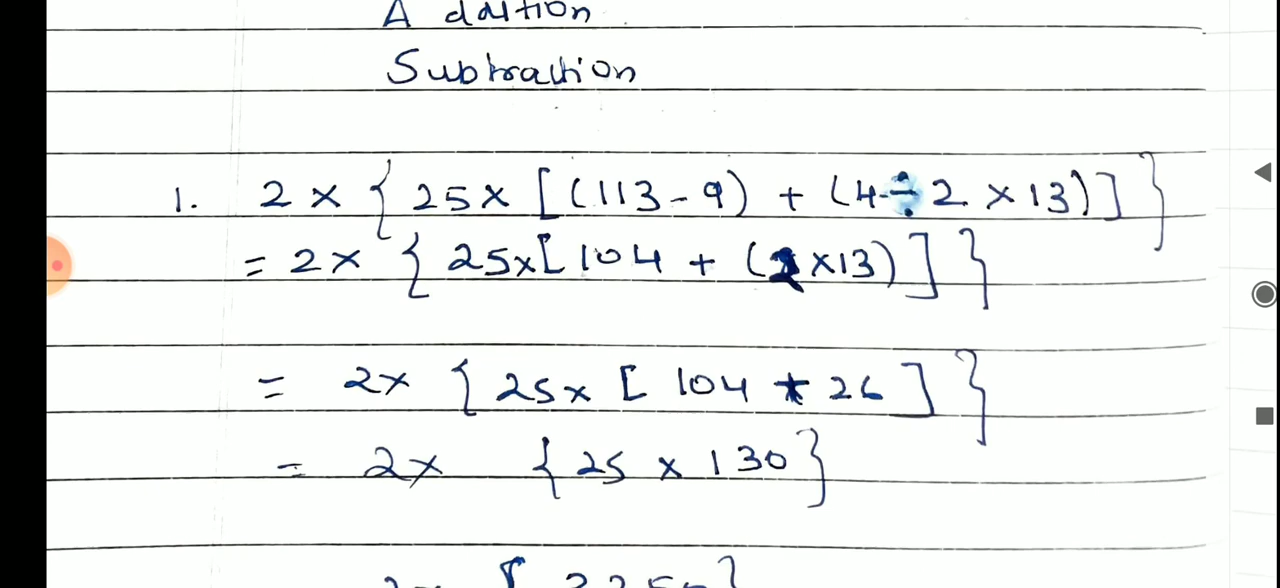 Addition
Subtraction
1. 2 × { 25 × [ (113 - 9) + (4 ÷ 2 × 13) ] }
= 2 × { 25 × [ 104 + (2 × 13) ] }
= 2 × { 25 × [ 104 + 26 ] }
= 2 × { 25 × 130 }